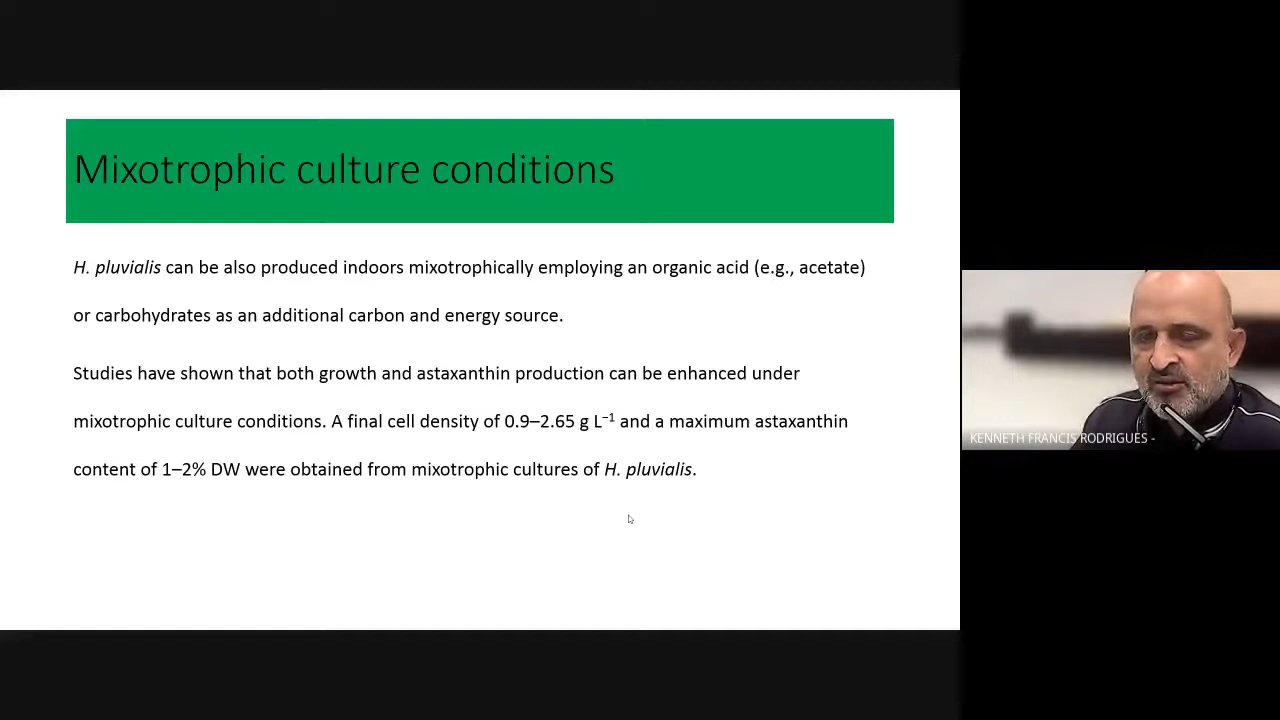 Mixotrophic culture conditions
H. pluvialis can be also produced indoors mixotrophically employing an organic acid (e.g., acetate)
or carbohydrates as an additional carbon and energy source.
Studies have shown that both growth and astaxanthin production can be enhanced under
mixotrophic culture conditions. A final cell density of 0.9–2.65 g L⁻¹ and a maximum astaxanthin
content of 1–2% DW were obtained from mixotrophic cultures of H. pluvialis.
KENNETH FRANCIS RODRIGUES -